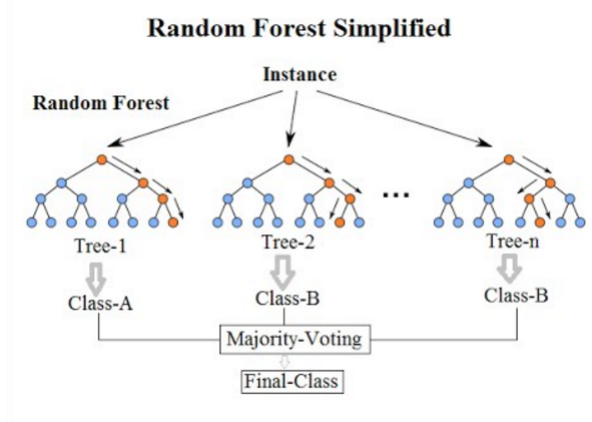 Random Forest Simplified
Instance
Random Forest
...
Tree-1
Tree-2
Tree-n
Class-A
Class-B
Class-B
Majority-Voting
Final-Class